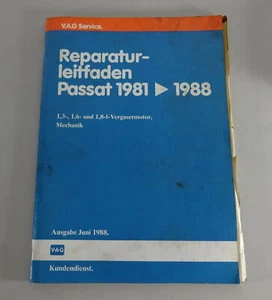 V.A.G Service.
Reparatur-
leitfaden
Passat 1981 ▶ 1988
1,3-, 1,6- und 1,8-l-Vergasermotor,
Mechanik
Ausgabe Juni 1988.
V·A·G
Kundendienst.